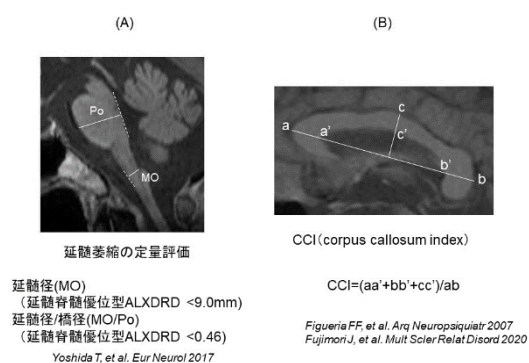 (A)
Po
MO
延髄萎縮の定量評価
延髄径(MO)
(延髄脊髄優位型ALXDRD <9.0mm)
延髄径/橋径(MO/Po)
(延髄脊髄優位型ALXDRD <0.46)
Yoshida T, et al. Eur Neurol 2017
(B)
c
a
a'
c'
b'
b
CCI(corpus callosum index)
CCI=(aa'+bb'+cc')/ab
Figueria FF, et al. Arq Neuropsiquiatr 2007
Fujimori J, et al. Mult Scler Relat Disord 2020